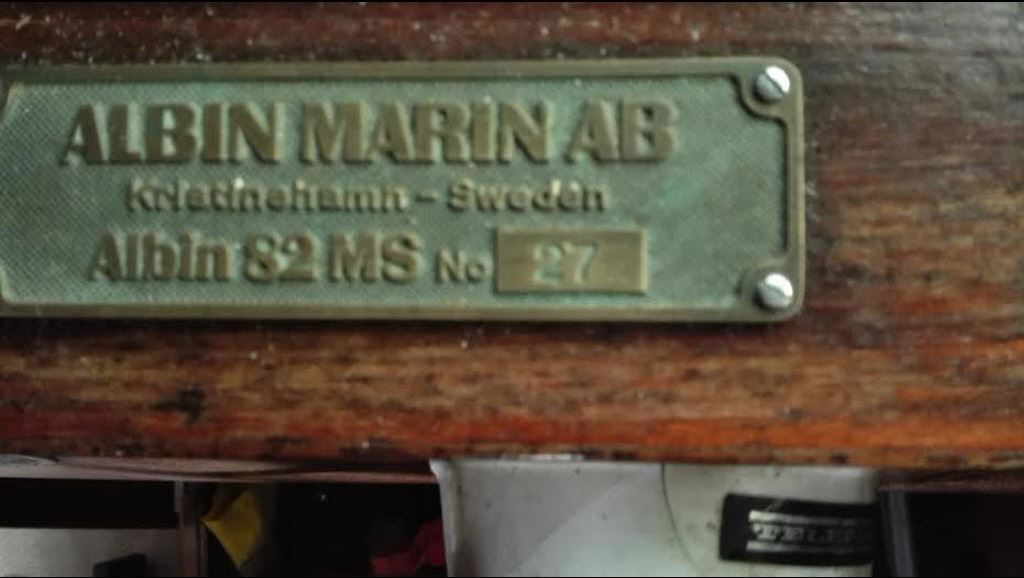 ALBIN MARIN AB
Kristinehamn - Sweden
Albin 82 MS No 27